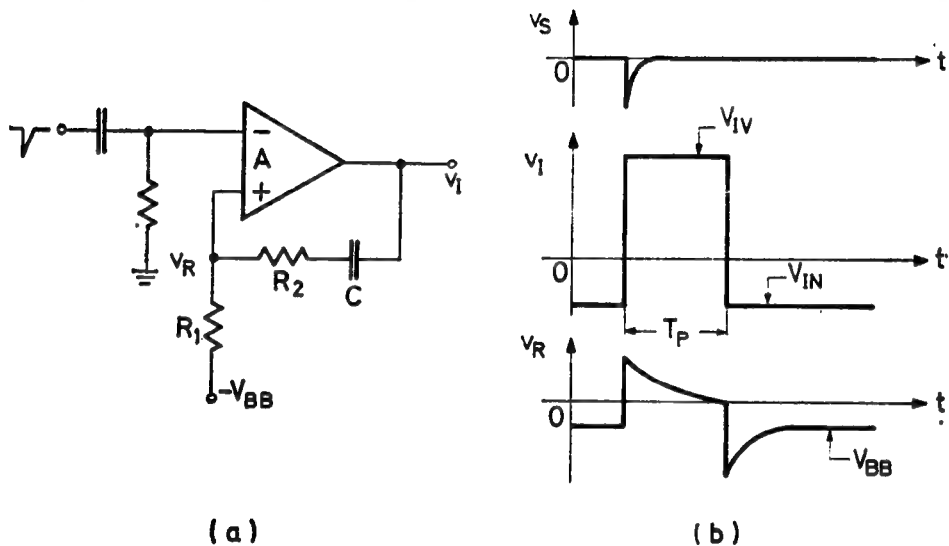 A
−
+
v_I
V_R
R_2
C
R_1
-V_BB
(a)
v_S
0
t
V_IV
v_I
0
t
V_IN
T_P
v_R
0
t
V_BB
(b)